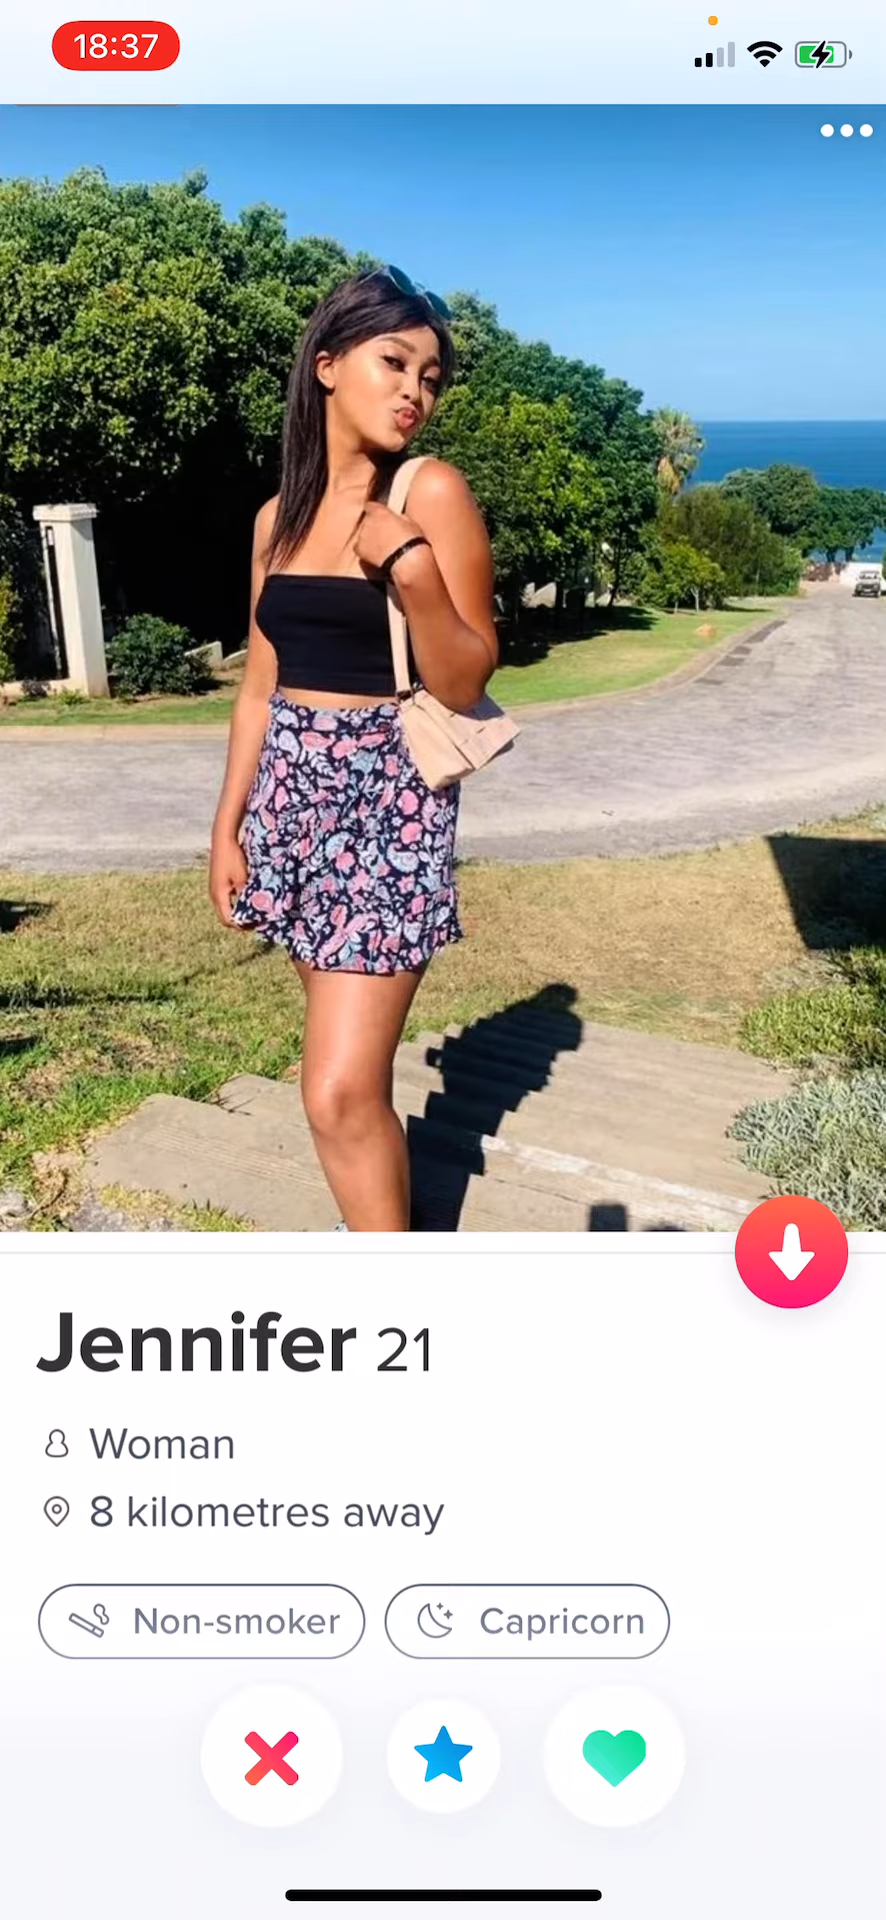 18:37
Jennifer 21
Woman
8 kilometres away
Non-smoker Capricorn